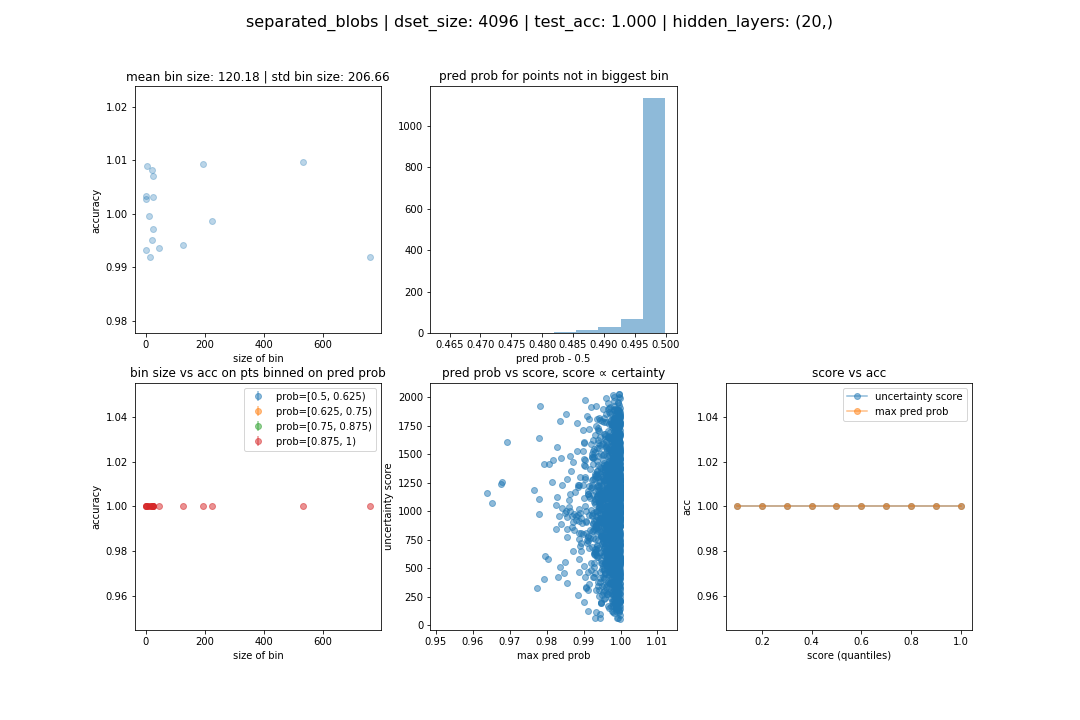 separated_blobs | dset_size: 4096 | test_acc: 1.000 | hidden_layers: (20,)
mean bin size: 120.18 | std bin size: 206.66
1.02
1.01
1.00
0.99
0.98
accuracy
0 200 400 600
size of bin
pred prob for points not in biggest bin
1000
800
600
400
200
0
0.465 0.470 0.475 0.480 0.485 0.490 0.495 0.500
pred prob - 0.5
bin size vs acc on pts binned on pred prob
prob=[0.5, 0.625)
prob=[0.625, 0.75)
prob=[0.75, 0.875)
prob=[0.875, 1)
1.04
1.02
1.00
0.98
0.96
accuracy
0 200 400 600
size of bin
pred prob vs score, score ∝ certainty
2000
1750
1500
1250
1000
750
500
250
0
uncertainty score
0.95 0.96 0.97 0.98 0.99 1.00 1.01
max pred prob
score vs acc
uncertainty score
max pred prob
1.04
1.02
1.00
0.98
0.96
acc
0.2 0.4 0.6 0.8 1.0
score (quantiles)